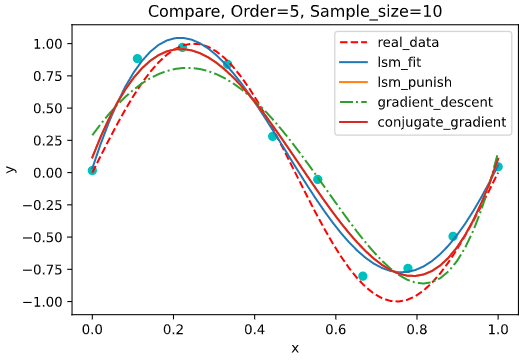 Compare, Order=5, Sample_size=10
1.00
0.75
0.50
0.25
0.00
−0.25
−0.50
−0.75
−1.00
y
real_data
lsm_fit
lsm_punish
gradient_descent
conjugate_gradient
0.0 0.2 0.4 0.6 0.8 1.0
x